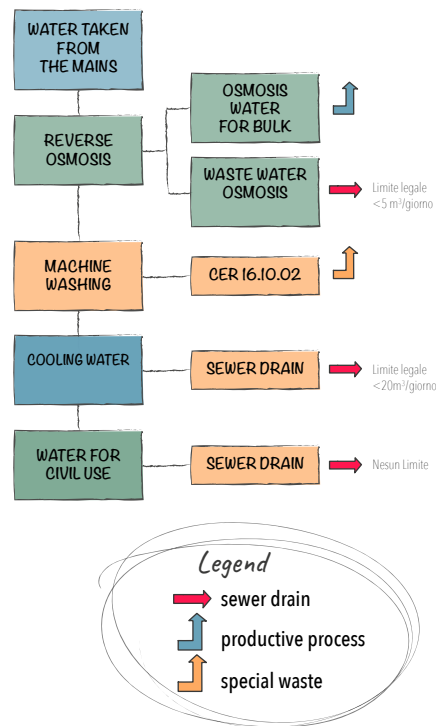 WATER TAKEN
FROM
THE MAINS
REVERSE
OSMOSIS
OSMOSIS
WATER
FOR BULK
WASTE WATER
OSMOSIS
Limite legale
<5 m³/giorno
MACHINE
WASHING
CER 16.10.02
COOLING WATER
SEWER DRAIN
Limite legale
<20m³/giorno
WATER FOR
CIVIL USE
SEWER DRAIN
Nesun Limite
Legend
sewer drain
productive process
special waste